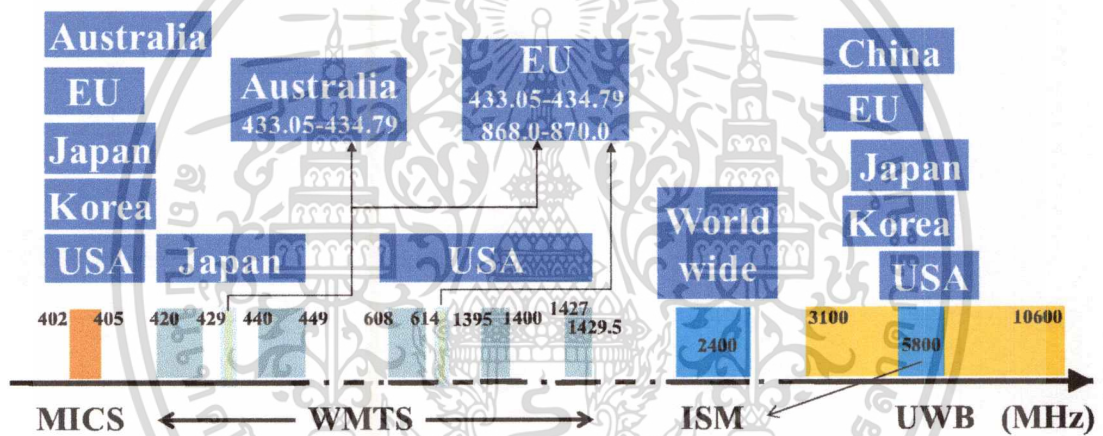 Australia
EU
Japan
Korea
USA
Australia
433.05-434.79
EU
433.05-434.79
868.0-870.0
Japan
USA
World
wide
China
EU
Japan
Korea
USA
402 405 420 429 440 449 608 614 1395 1400 1427
1429.5
2400
3100 5800 10600
MICS WMTS ISM UWB (MHz)